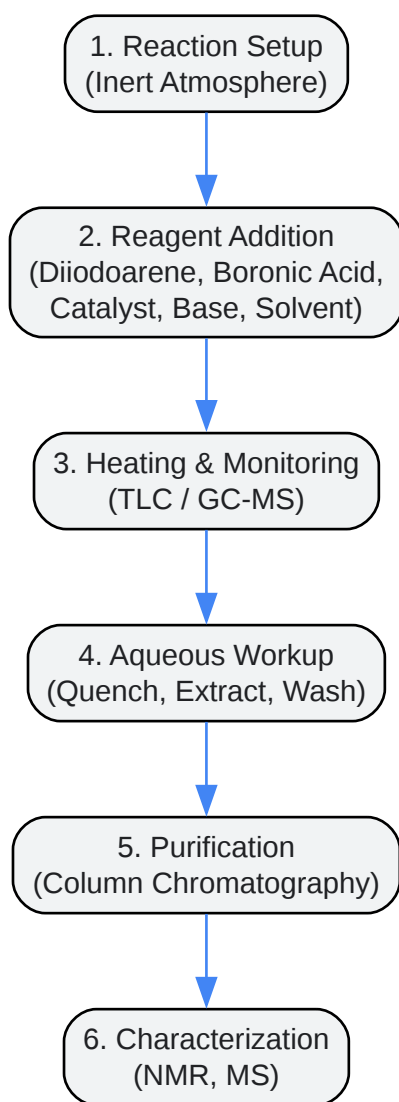 1. Reaction Setup
(Inert Atmosphere)
2. Reagent Addition
(Diiodoarene, Boronic Acid,
Catalyst, Base, Solvent)
3. Heating & Monitoring
(TLC / GC-MS)
4. Aqueous Workup
(Quench, Extract, Wash)
5. Purification
(Column Chromatography)
6. Characterization
(NMR, MS)